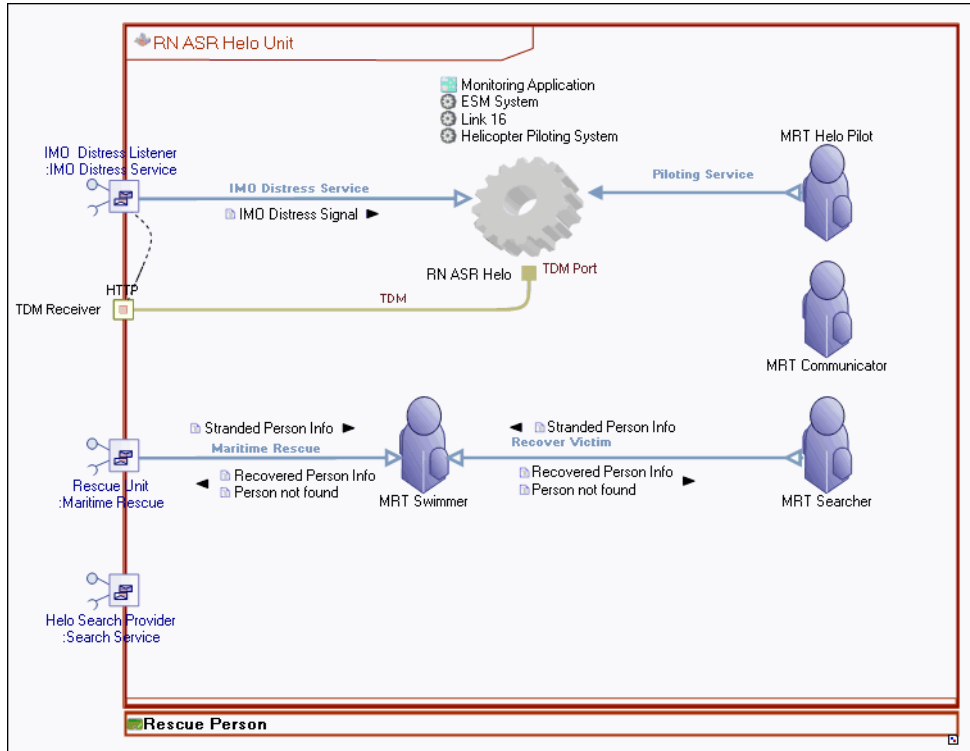 RN ASR Helo Unit
Monitoring Application
ESM System
Link 16
Helicopter Piloting System
MRT Helo Pilot
IMO Distress Listener
:IMO Distress Service
IMO Distress Service
Piloting Service
IMO Distress Signal
RN ASR Helo
TDM Port
HTTP
TDM Receiver
TDM
MRT Communicator
Stranded Person Info
Maritime Rescue
Stranded Person Info
Recover Victim
Recovered Person Info
Person not found
Recovered Person Info
Person not found
Rescue Unit
:Maritime Rescue
MRT Swimmer
MRT Searcher
Helo Search Provider
:Search Service
Rescue Person